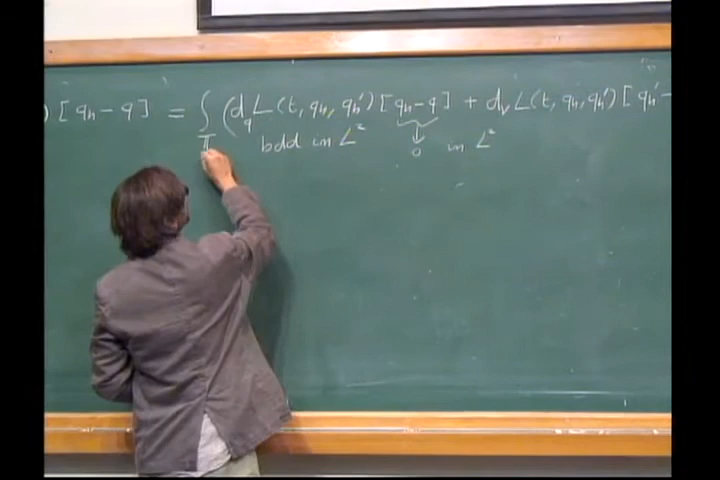 ) [ qₙ – q ] = ∫ ( d_q L (t, qₙ, qₙ') [ qₙ – q ] + d_v L (t, qₙ, qₙ') [ qₙ' –
𝕋 bdd in L² ↓ 0 in L²